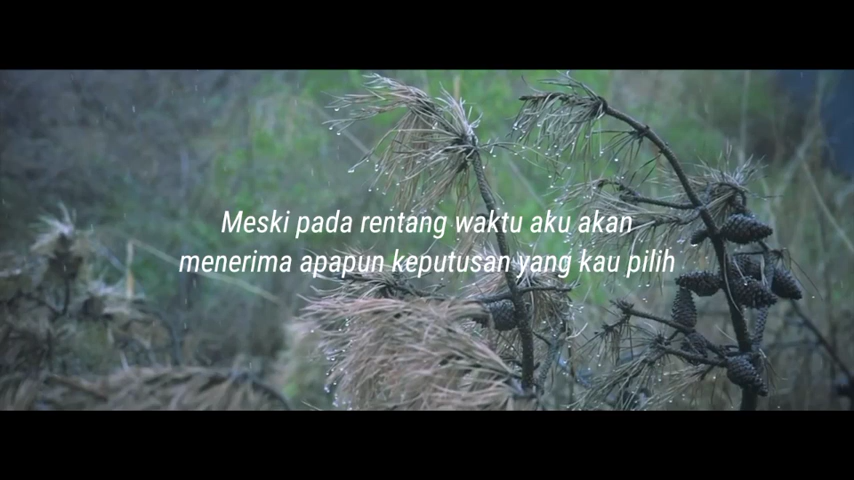 Meski pada rentang waktu aku akan
menerima apapun keputusan yang kau pilih